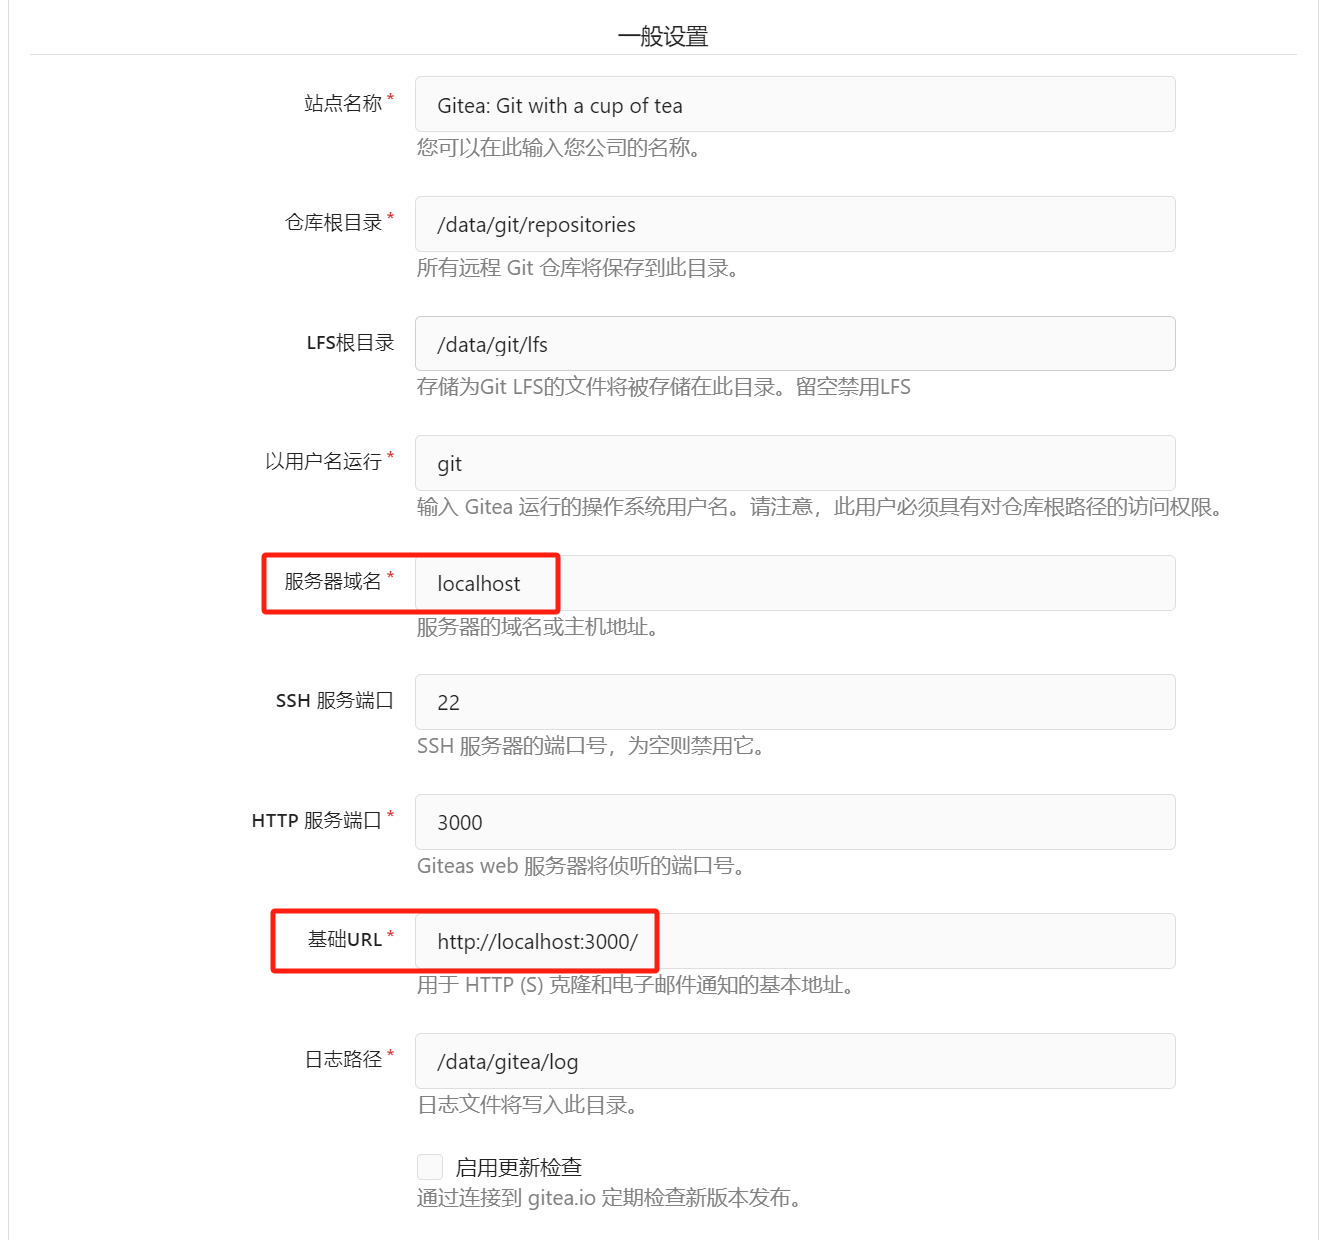 一般设置
站点名称* Gitea: Git with a cup of tea
您可以在此输入您公司的名称。
仓库根目录* /data/git/repositories
所有远程 Git 仓库将保存到此目录。
LFS根目录 /data/git/lfs
存储为Git LFS的文件将被存储在此目录。留空禁用LFS
以用户名运行* git
输入 Gitea 运行的操作系统用户名。请注意，此用户必须具有对仓库根路径的访问权限。
服务器域名* localhost
服务器的域名或主机地址。
SSH 服务端口 22
SSH 服务器的端口号，为空则禁用它。
HTTP 服务端口* 3000
Giteas web 服务器将侦听的端口号。
基础URL* http://localhost:3000/
用于 HTTP (S) 克隆和电子邮件通知的基本地址。
日志路径* /data/gitea/log
日志文件将写入此目录。
启用更新检查
通过连接到 gitea.io 定期检查新版本发布。